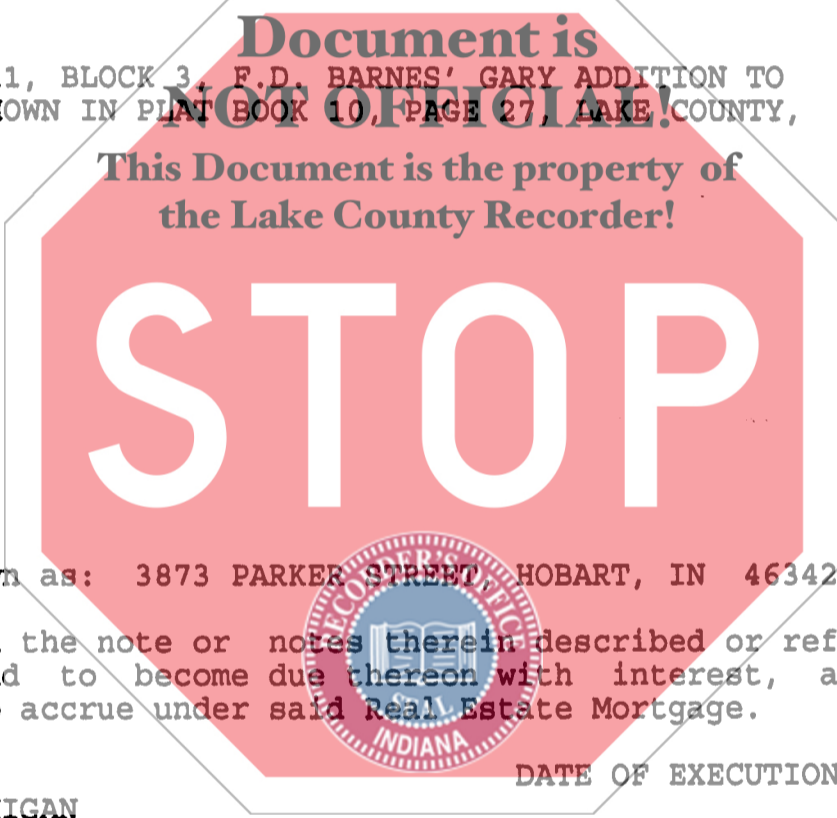 Document is
1, BLOCK 3, F.D. BARNES' GARY ADDITION TO
OWN IN PLAT BOOK 10, PAGE 27, LAKE COUNTY,
NOT OFFICIAL!
This Document is the property of
the Lake County Recorder!
STOP
n as: 3873 PARKER STREET, HOBART, IN 46342
RECORDER'S OFFICE
the note or notes therein described or ref
d to become due thereon with interest, a
accrue under said Real Estate Mortgage.
SEAL
INDIANA
DATE OF EXECUTION
IGAN